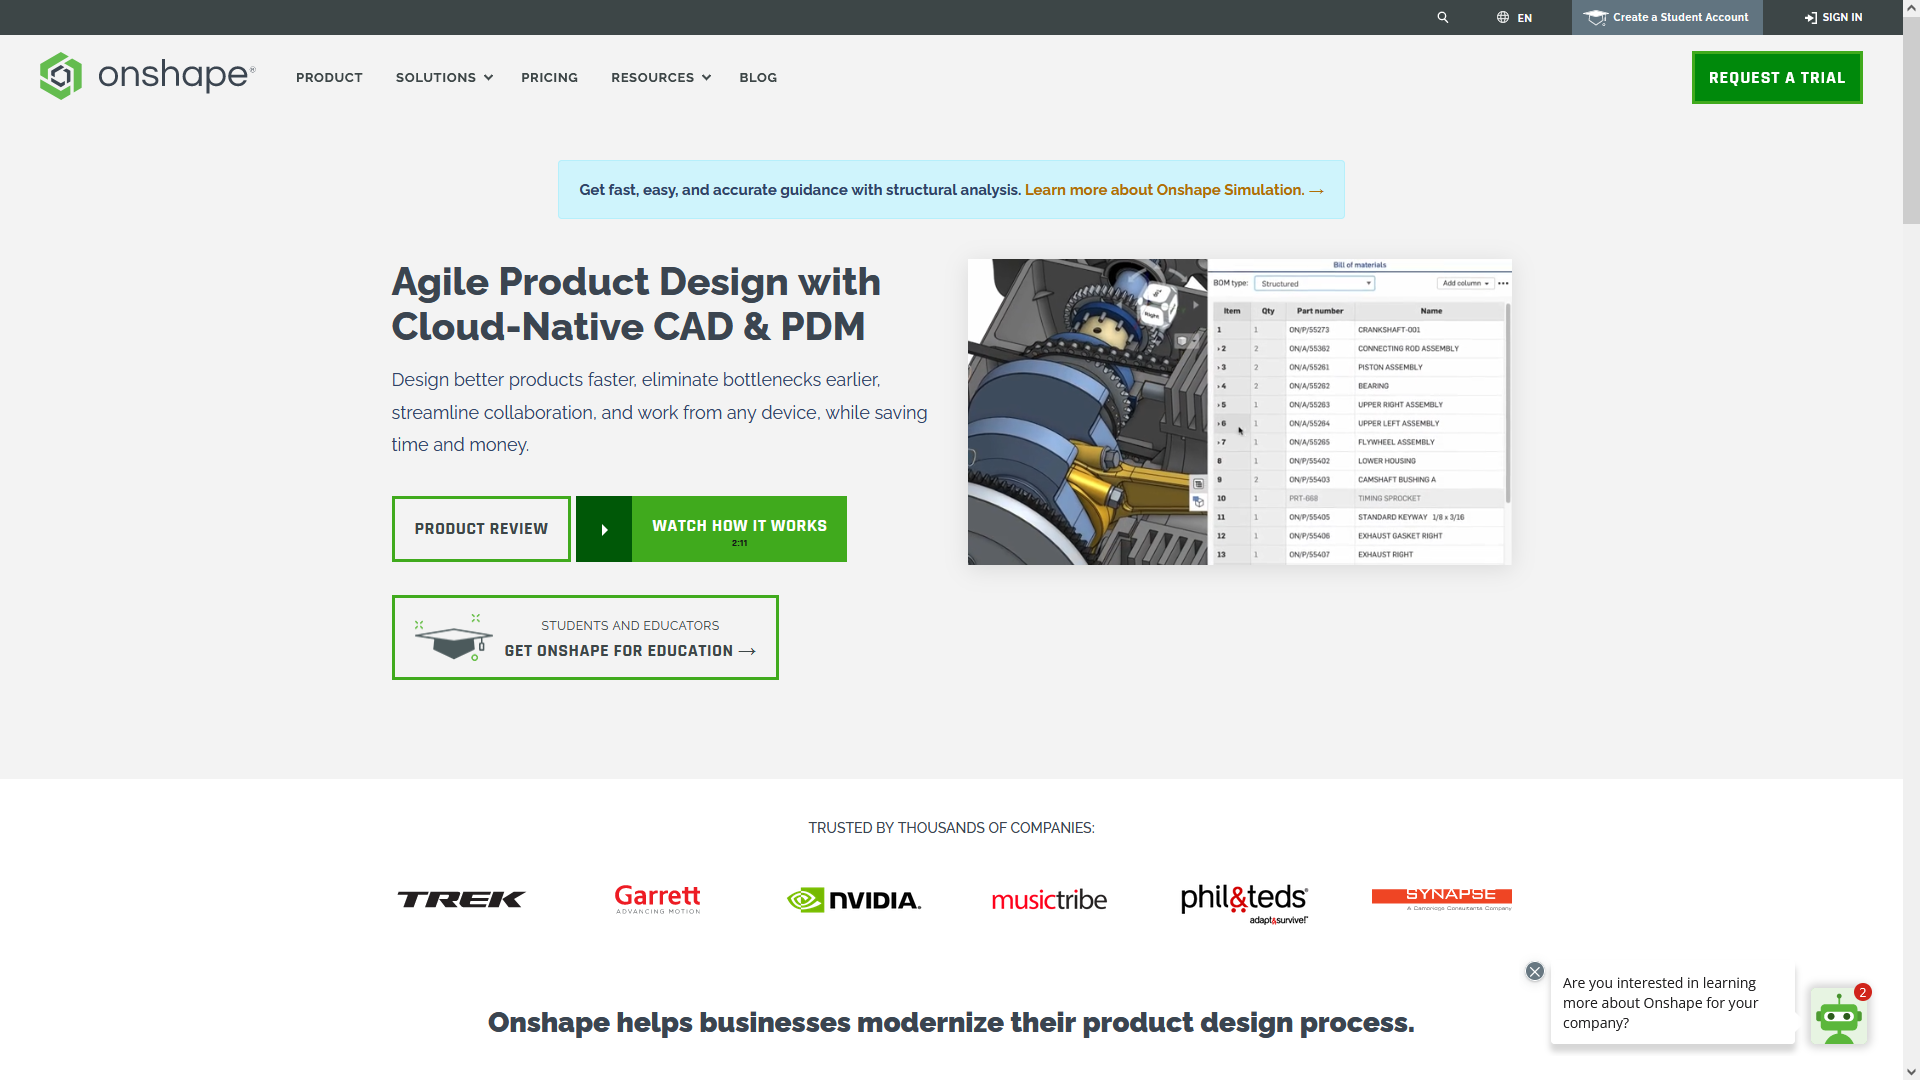 EN
Create a Student Account
SIGN IN
onshape®
PRODUCT
SOLUTIONS
PRICING
RESOURCES
BLOG
REQUEST A TRIAL
Get fast, easy, and accurate guidance with structural analysis. Learn more about Onshape Simulation. →
Agile Product Design with
Cloud-Native CAD & PDM
Design better products faster, eliminate bottlenecks earlier,
streamline collaboration, and work from any device, while saving
time and money.
PRODUCT REVIEW
WATCH HOW IT WORKS
2:11
STUDENTS AND EDUCATORS
GET ONSHAPE FOR EDUCATION →
Right
Bill of materials
BOM type: Structured Add column
Item Qty Part number Name
1 1 ON/P/55273 CRANKSHAFT-001
2 2 ON/A/55362 CONNECTING ROD ASSEMBLY
3 2 ON/A/55261 PISTON ASSEMBLY
4 2 ON/A/55262 BEARING
5 1 ON/A/55263 UPPER RIGHT ASSEMBLY
6 1 ON/A/55264 UPPER LEFT ASSEMBLY
7 1 ON/A/55265 FLYWHEEL ASSEMBLY
8 1 ON/P/55402 LOWER HOUSING
9 2 ON/P/55403 CAMSHAFT BUSHING A
10 1 PRT-668 TIMING SPROCKET
11 1 ON/P/55405 STANDARD KEYWAY 1/8 x 3/16
12 1 ON/P/55406 EXHAUST GASKET RIGHT
13 1 ON/P/55407 EXHAUST RIGHT
TRUSTED BY THOUSANDS OF COMPANIES:
TREK
Garrett
ADVANCING MOTION
NVIDIA.
musictribe
phil&teds®
adapt&survive!™
SYNAPSE
A Cambridge Consultants Company
Onshape helps businesses modernize their product design process.
Are you interested in learning
more about Onshape for your
company?
2